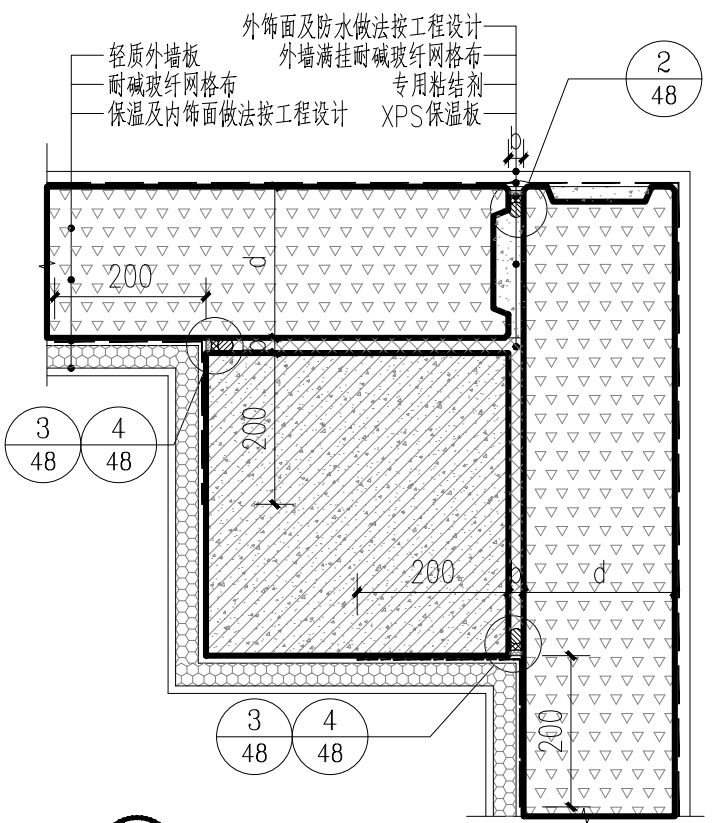 外饰面及防水做法按工程设计
外墙满挂耐碱玻纤网格布
专用粘结剂
XPS保温板
轻质外墙板
耐碱玻纤网格布
保温及内饰面做法按工程设计
2
48
b
200
d
b
3
48
4
48
200
200
b
d
3
48
4
48
200